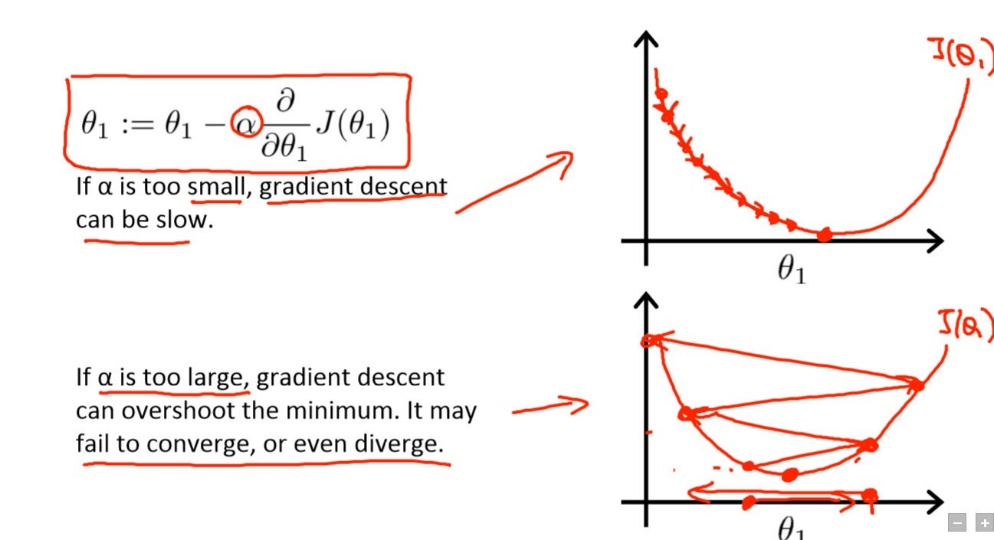 θ₁ := θ₁ − α ∂/∂θ₁ J(θ₁)
If α is too small, gradient descent
can be slow.
J(θ₁)
θ₁
If α is too large, gradient descent
can overshoot the minimum. It may
fail to converge, or even diverge.
J(θ₁)
θ₁